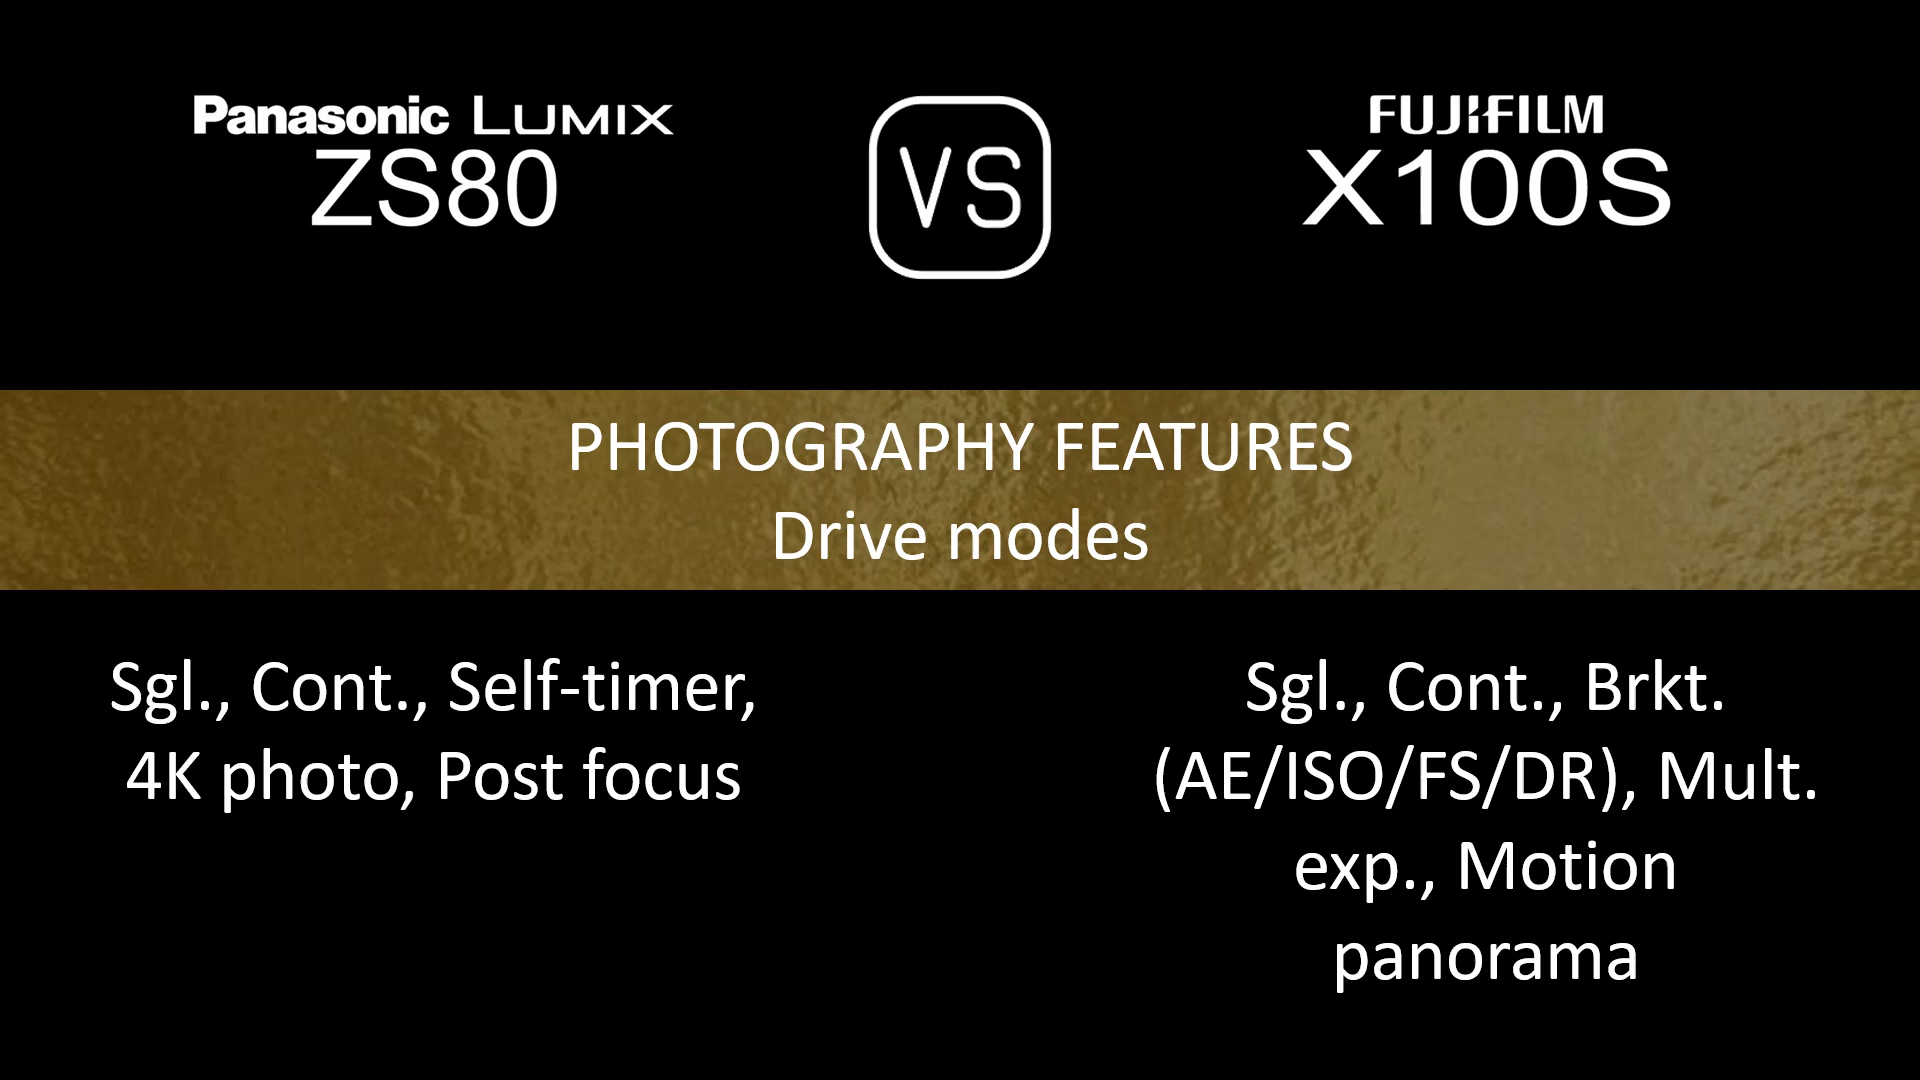 Panasonic LUMIX
ZS80
VS
FUJIFILM
X100S
PHOTOGRAPHY FEATURES
Drive modes
Sgl., Cont., Self-timer,
4K photo, Post focus
Sgl., Cont., Brkt.
(AE/ISO/FS/DR), Mult.
exp., Motion
panorama